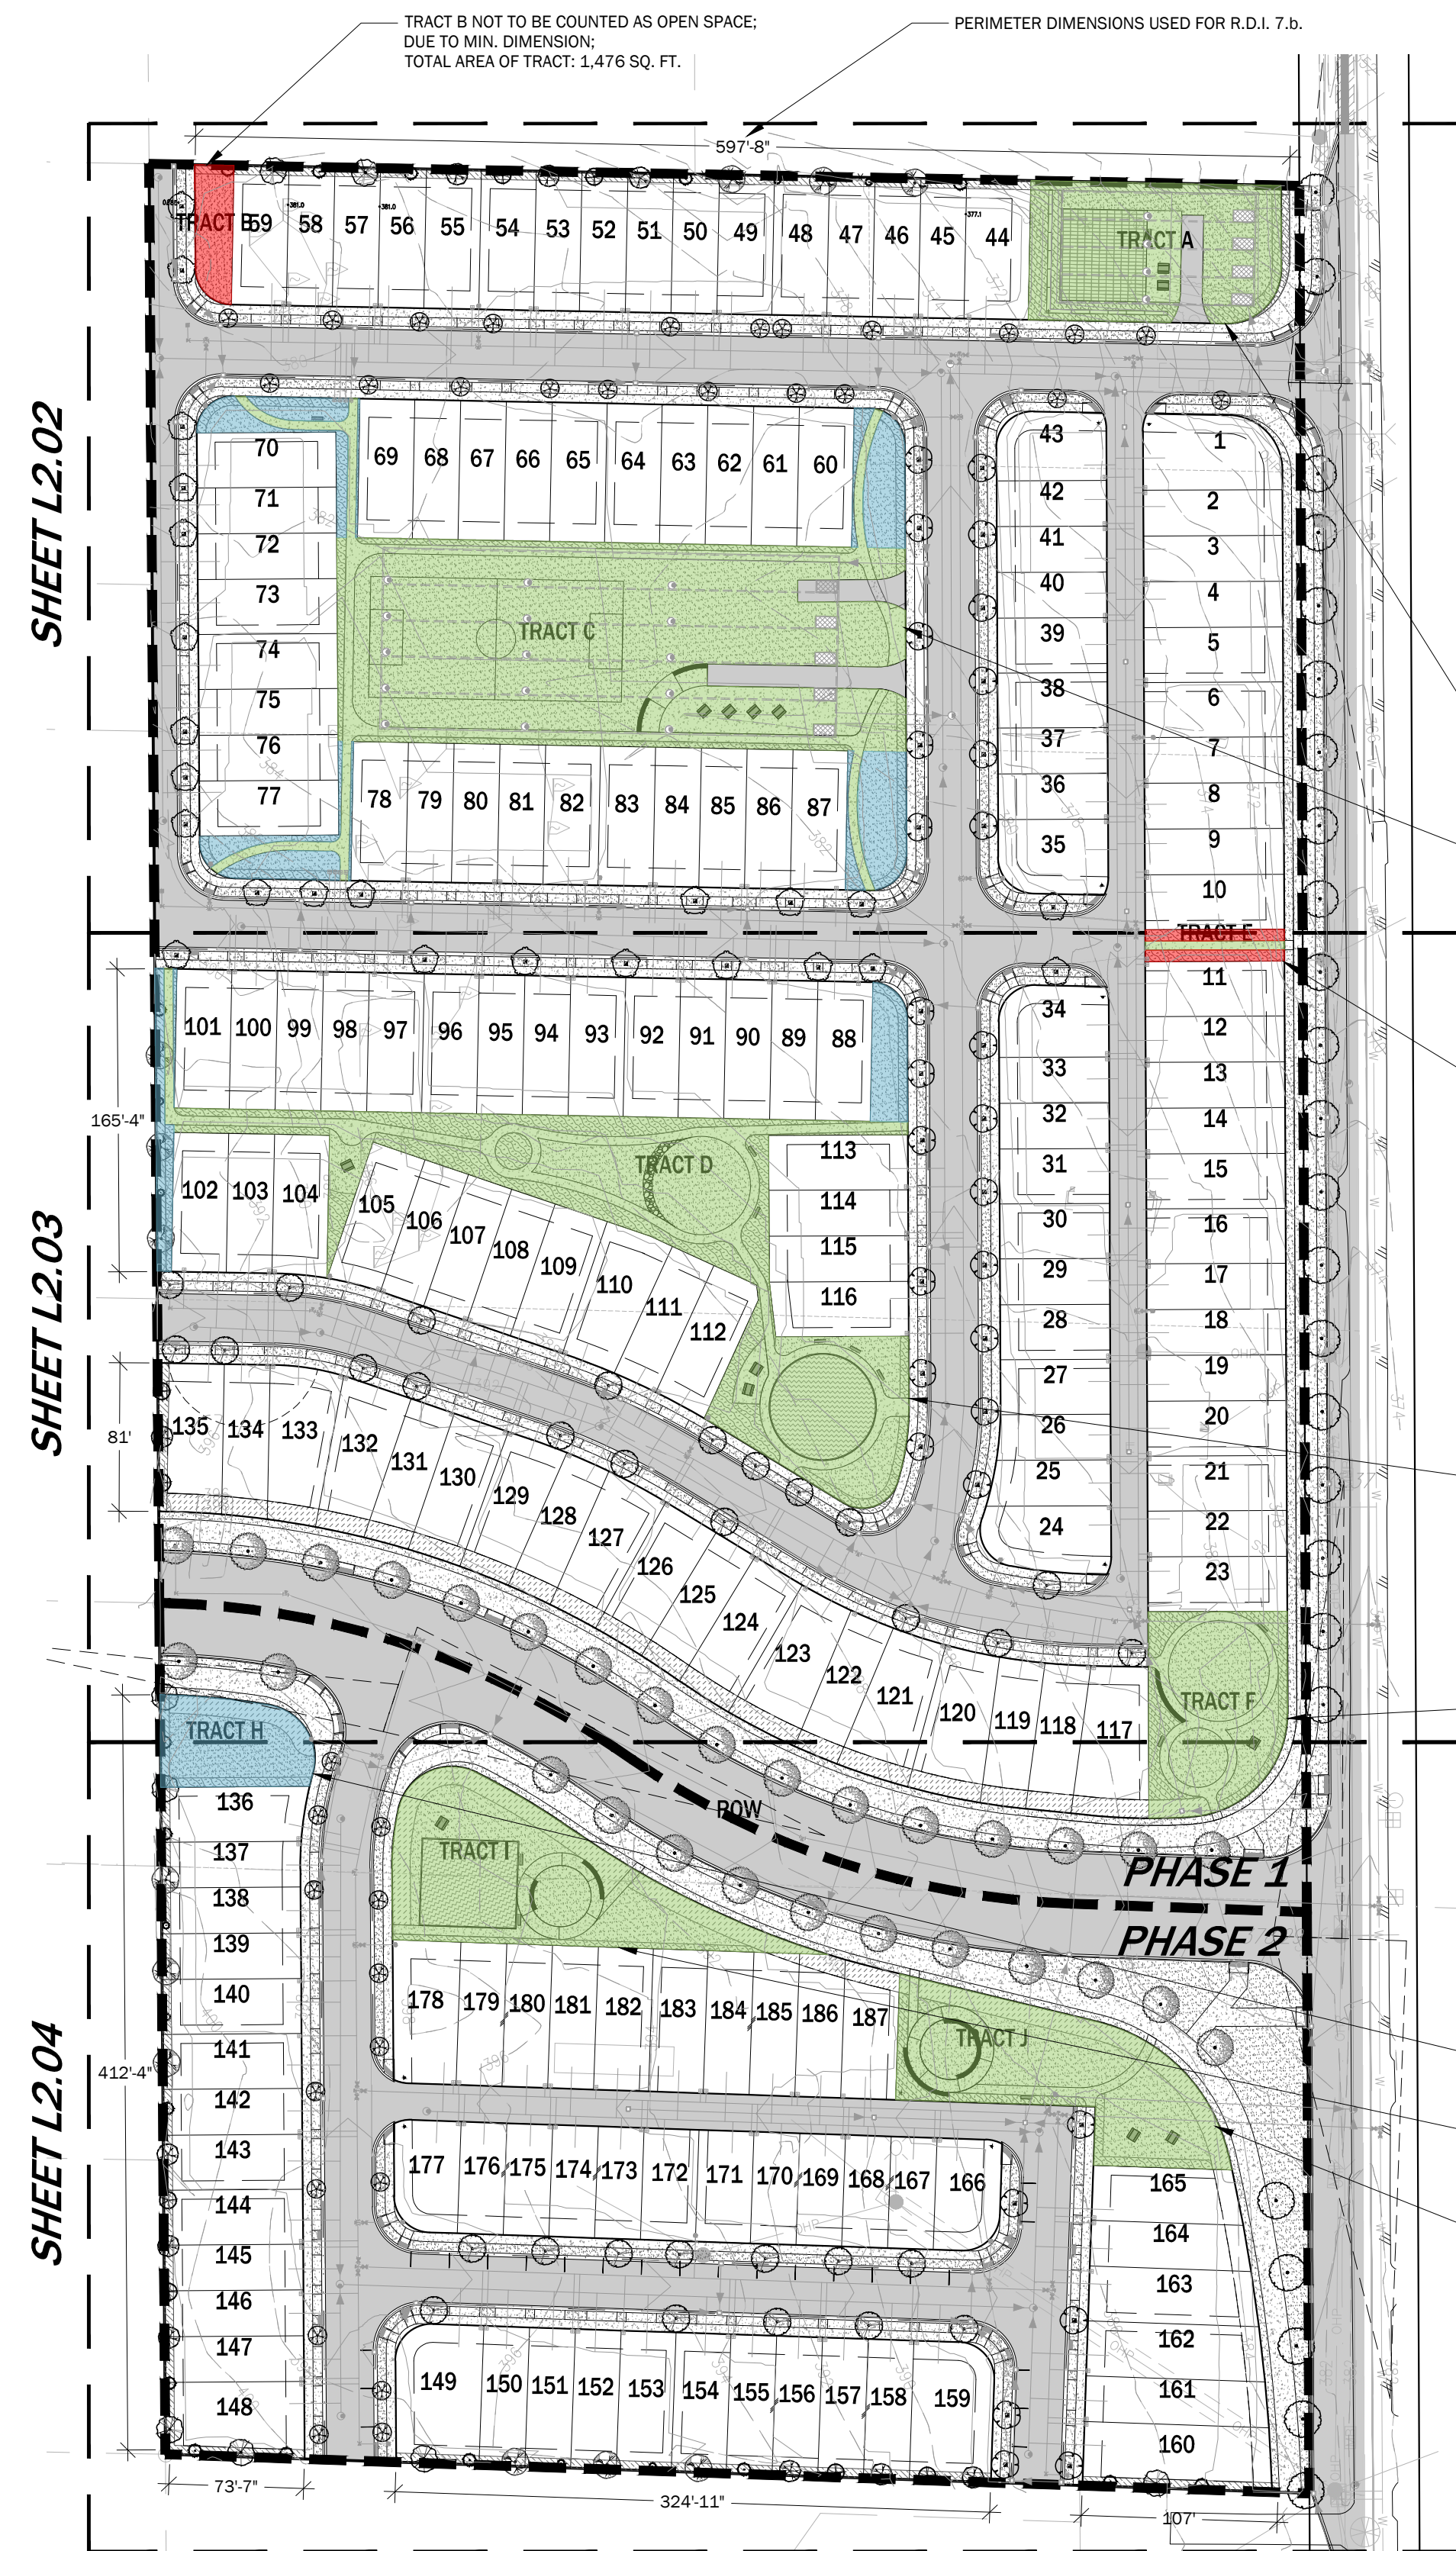 TRACT B NOT TO BE COUNTED AS OPEN SPACE;
DUE TO MIN. DIMENSION;
TOTAL AREA OF TRACT: 1,476 SQ. FT.
PERIMETER DIMENSIONS USED FOR R.D.I. 7.b.
597'-8"
SHEET L2.02
TRACT B
59 58 57 56 55 54 53 52 51 50 49 48 47 46 45 44
TRACT A
70
71
72
73
74
75
76
77
69 68 67 66 65 64 63 62 61 60
TRACT C
78 79 80 81 82 83 84 85 86 87
43
42
41
40
39
38
37
36
35
1
2
3
4
5
6
7
8
9
10
TRACT E
SHEET L2.03
165'-4"
81'
101 100 99 98 97 96 95 94 93 92 91 90 89 88
TRACT D
102 103 104 105 106 107 108 109 110 111 112
113
114
115
116
34
33
32
31
30
29
28
27
26
25
24
11
12
13
14
15
16
17
18
19
20
21
22
23
135 134 133 132 131 130 129 128 127 126 125 124 123 122 121 120 119 118 117
TRACT F
TRACT H
ROW
PHASE 1
PHASE 2
SHEET L2.04
412'-4"
136
137
138
139
140
141
142
143
144
145
146
147
148
TRACT I
178 179 180 181 182 183 184 185 186 187
TRACT J
177 176 175 174 173 172 171 170 169 168 167 166
165
164
163
162
161
160
149 150 151 152 153 154 155 156 157 158 159
73'-7"
324'-11"
107'